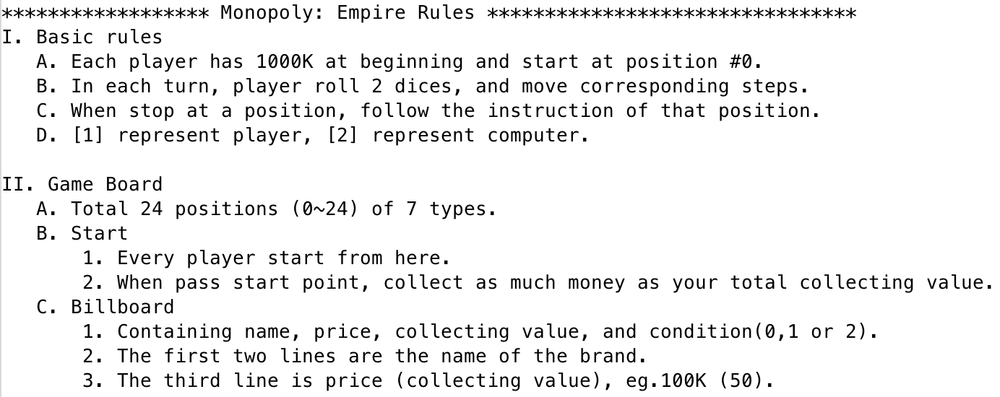 ****************** Monopoly: Empire Rules ********************************
I. Basic rules
A. Each player has 1000K at beginning and start at position #0.
B. In each turn, player roll 2 dices, and move corresponding steps.
C. When stop at a position, follow the instruction of that position.
D. [1] represent player, [2] represent computer.
II. Game Board
A. Total 24 positions (0~24) of 7 types.
B. Start
1. Every player start from here.
2. When pass start point, collect as much money as your total collecting value.
C. Billboard
1. Containing name, price, collecting value, and condition(0,1 or 2).
2. The first two lines are the name of the brand.
3. The third line is price (collecting value), eg.100K (50).